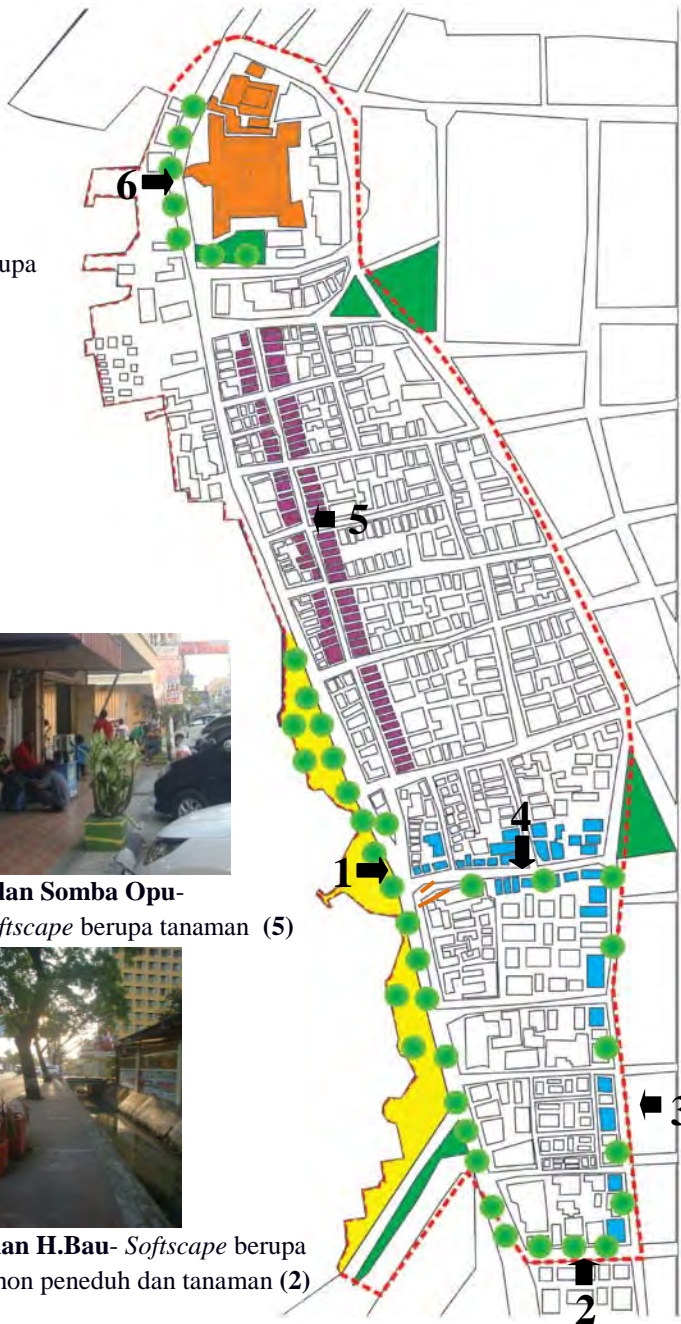 6
upa
5
4
1
lan Somba Opu-
ftscape berupa tanaman (5)
3
an H.Bau- Softscape berupa
hon peneduh dan tanaman (2)
2